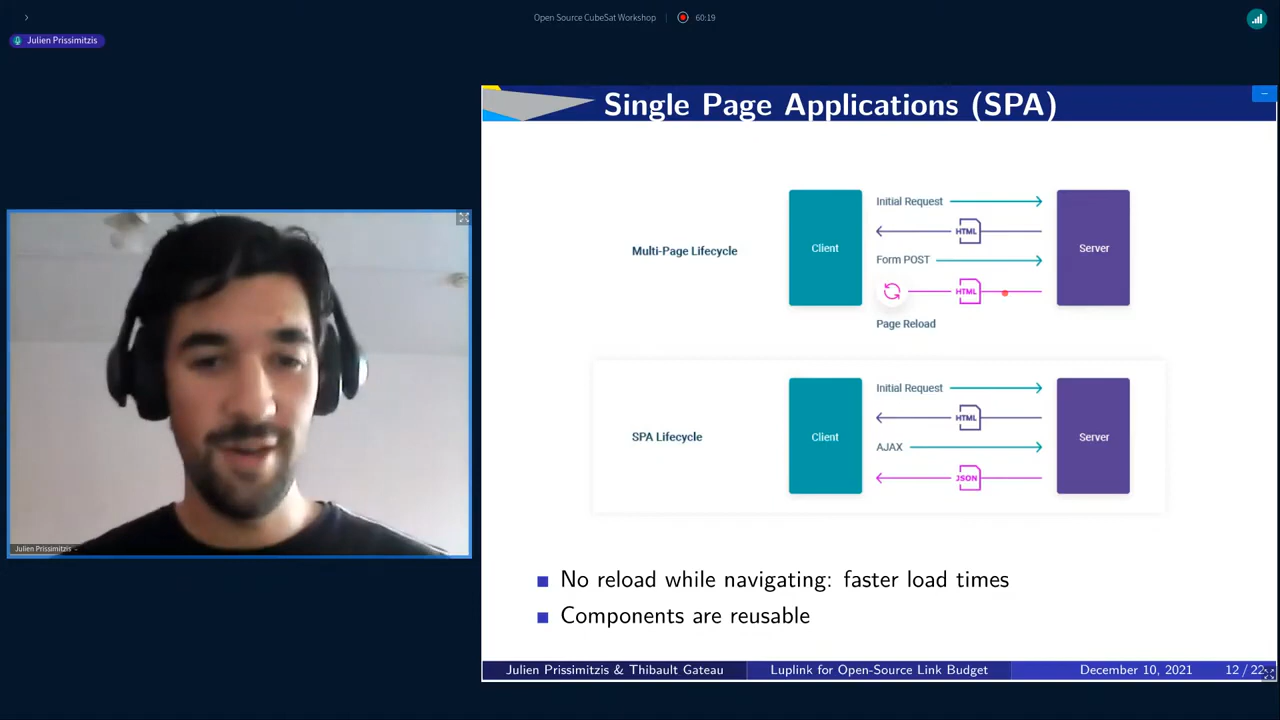 Open Source CubeSat Workshop
60:19
Julien Prissimitzis
Julien Prissimitzis
Single Page Applications (SPA)
Multi-Page Lifecycle
Client
Initial Request
HTML
Form POST
HTML
Page Reload
Server
SPA Lifecycle
Client
Initial Request
HTML
AJAX
JSON
Server
No reload while navigating: faster load times
Components are reusable
Julien Prissimitzis & Thibault Gateau
Luplink for Open-Source Link Budget
December 10, 2021
12 / 22